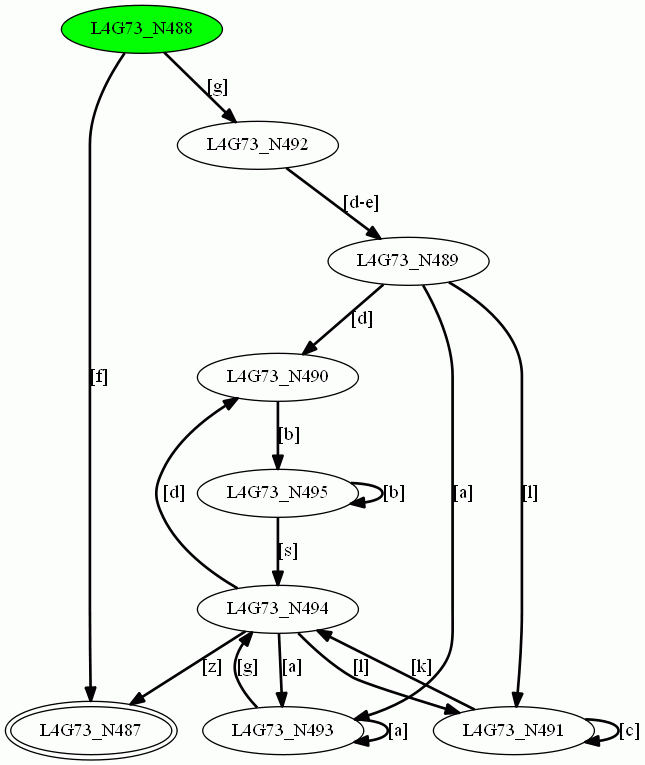 L4G73_N488
[g]
L4G73_N492
[d-e]
L4G73_N489
[d]
L4G73_N490
[f]
[b]
L4G73_N495
[d]
[b]
[a]
[l]
[s]
L4G73_N494
[z]
[g]
[a]
[l]
[k]
L4G73_N487
L4G73_N493
[a]
L4G73_N491
[c]